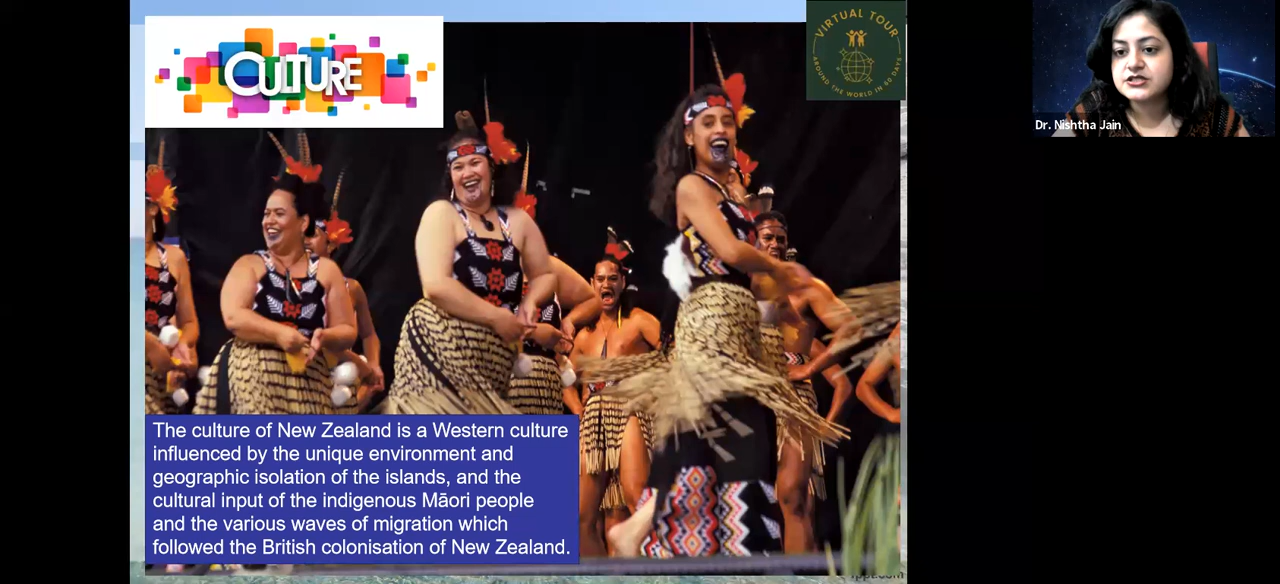 CULTURE
VIRTUAL TOUR
AROUND THE WORLD IN 80 DAYS
Dr. Nishtha Jain
The culture of New Zealand is a Western culture
influenced by the unique environment and
geographic isolation of the islands, and the
cultural input of the indigenous Māori people
and the various waves of migration which
followed the British colonisation of New Zealand.